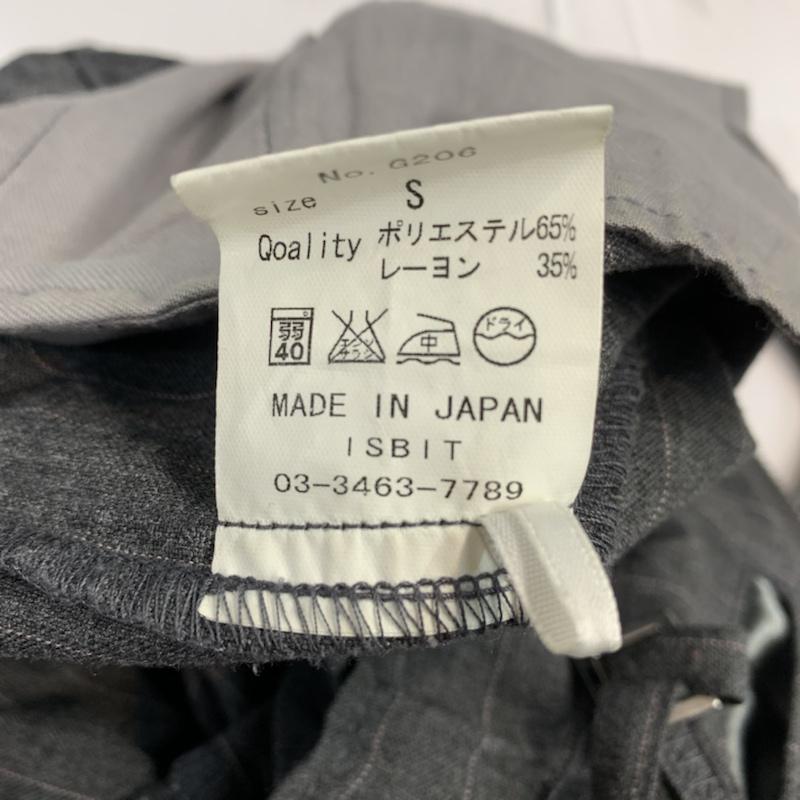 No. G206
size S
Qoality ポリエステル65%
レーヨン 35%
弱 40 エンソ サラシ 中 ドライ
MADE IN JAPAN
ISBIT
03-3463-7789